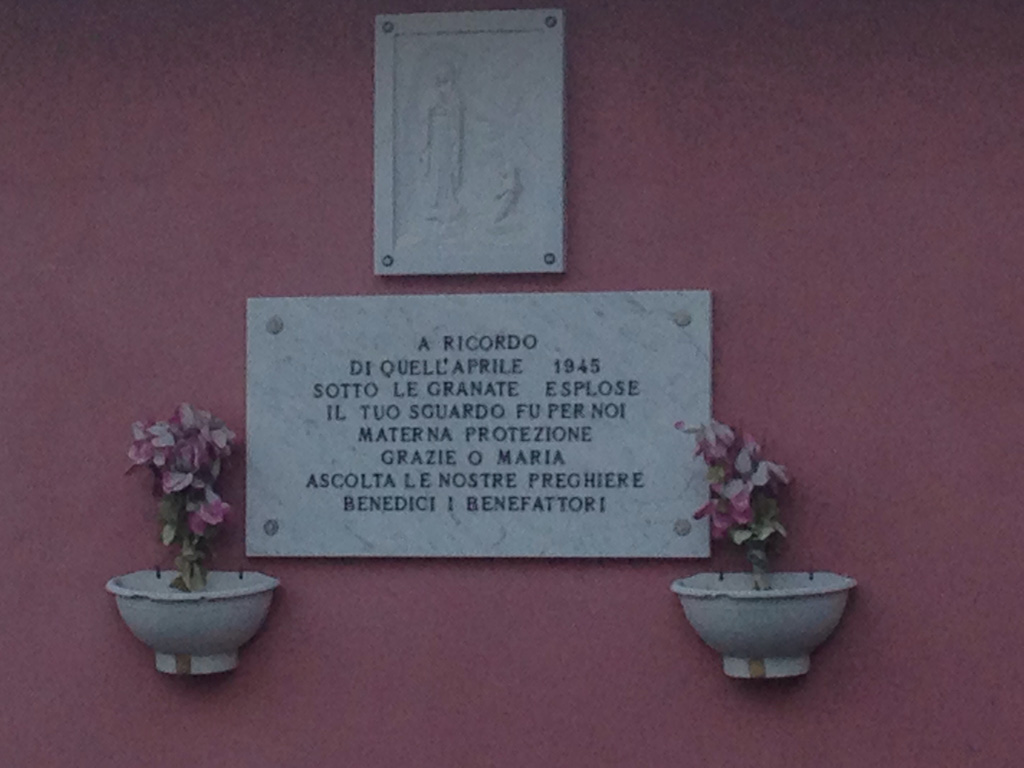 A RICORDO
DI QUELL'APRILE 1945
SOTTO LE GRANATE ESPLOSE
IL TUO SGUARDO FU PER NOI
MATERNA PROTEZIONE
GRAZIE O MARIA
ASCOLTA LE NOSTRE PREGHIERE
BENEDICI I BENEFATTORI